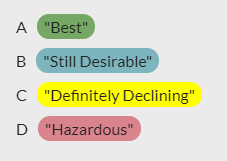 A "Best"
B "Still Desirable"
C "Definitely Declining"
D "Hazardous"